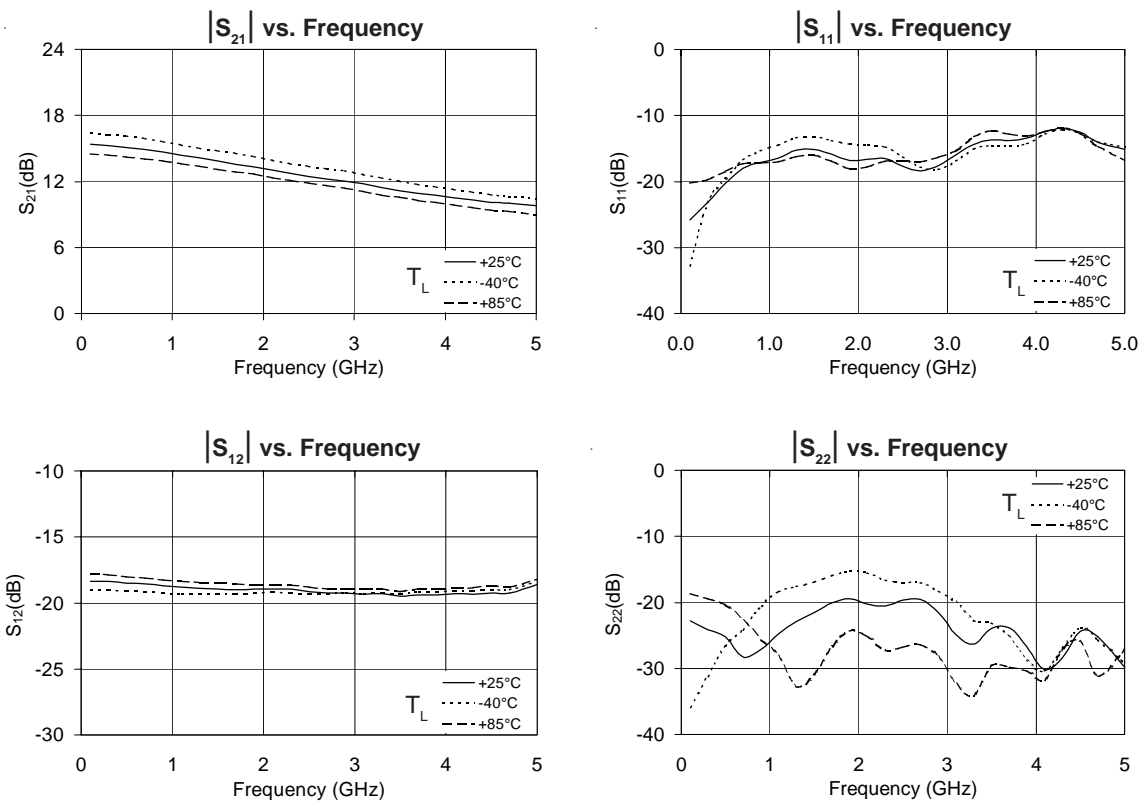 |S21| vs. Frequency
24
18
12
6
0
S21(dB)
0 1 2 3 4 5
Frequency (GHz)
TL
+25°C
-40°C
+85°C
|S11| vs. Frequency
0
-10
-20
-30
-40
S11(dB)
0.0 1.0 2.0 3.0 4.0 5.0
Frequency (GHz)
TL
+25°C
-40°C
+85°C
|S12| vs. Frequency
-10
-15
-20
-25
-30
S12(dB)
0 1 2 3 4 5
Frequency (GHz)
TL
+25°C
-40°C
+85°C
|S22| vs. Frequency
0
-10
-20
-30
-40
S22(dB)
0 1 2 3 4 5
Frequency (GHz)
TL
+25°C
-40°C
+85°C